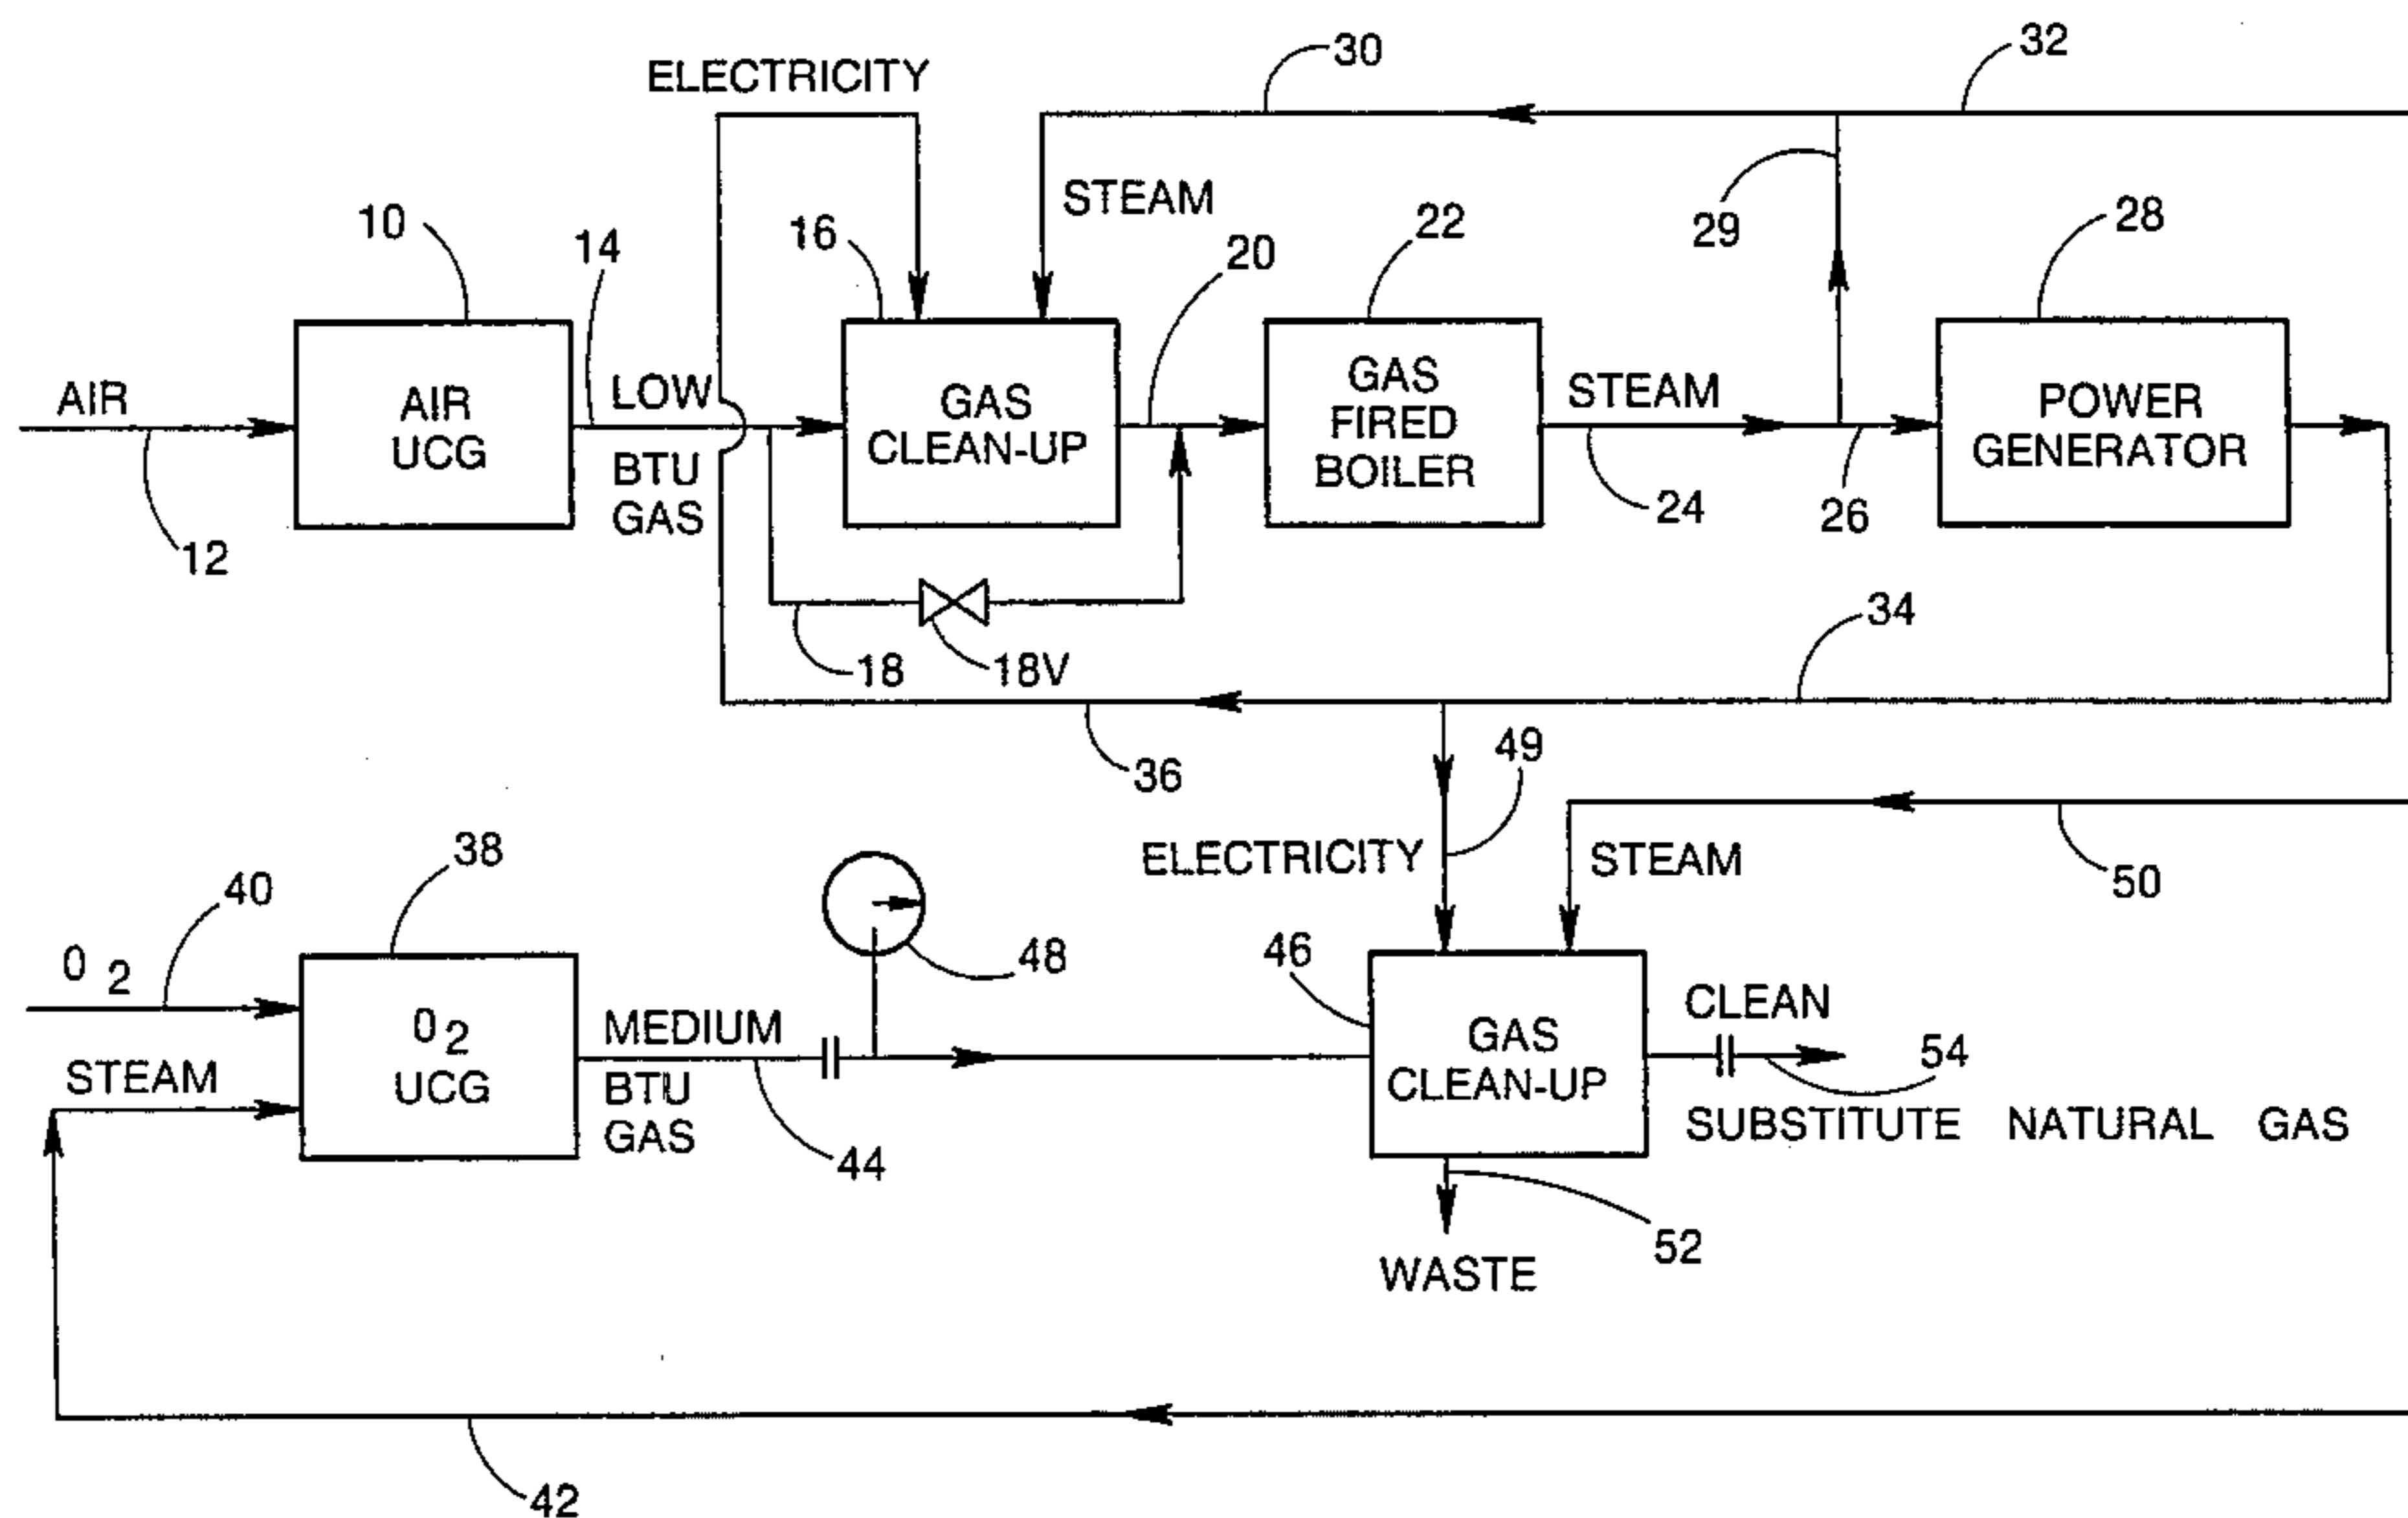 30
32
ELECTRICITY
STEAM
10
14
16
20
22
29
28
AIR
AIR
UCG
LOW
BTU
GAS
GAS
CLEAN-UP
GAS
FIRED
BOILER
STEAM
POWER
GENERATOR
12
24
26
18
18V
34
36
49
38
40
ELECTRICITY
STEAM
50
0 2
48
46
0 2
UCG
MEDIUM
BTU
GAS
GAS
CLEAN-UP
CLEAN
54
STEAM
SUBSTITUTE NATURAL GAS
44
52
WASTE
42